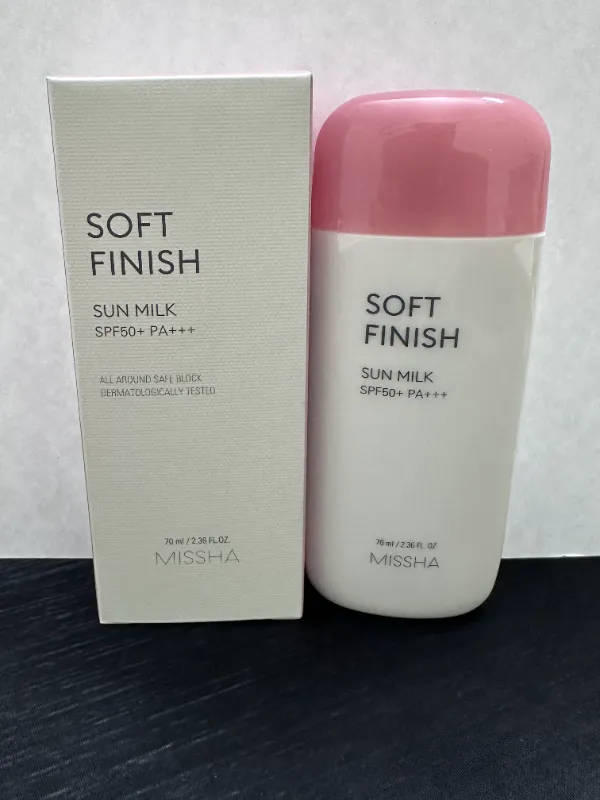 SOFT
FINISH
SUN MILK
SPF50+ PA+++
ALL AROUND SAFE BLOCK
DERMATOLOGICALLY TESTED
70 ml / 2.36 FL.OZ.
MISSHA
SOFT
FINISH
SUN MILK
SPF50+ PA+++
70 ml / 2.36 FL. OZ.
MISSHA